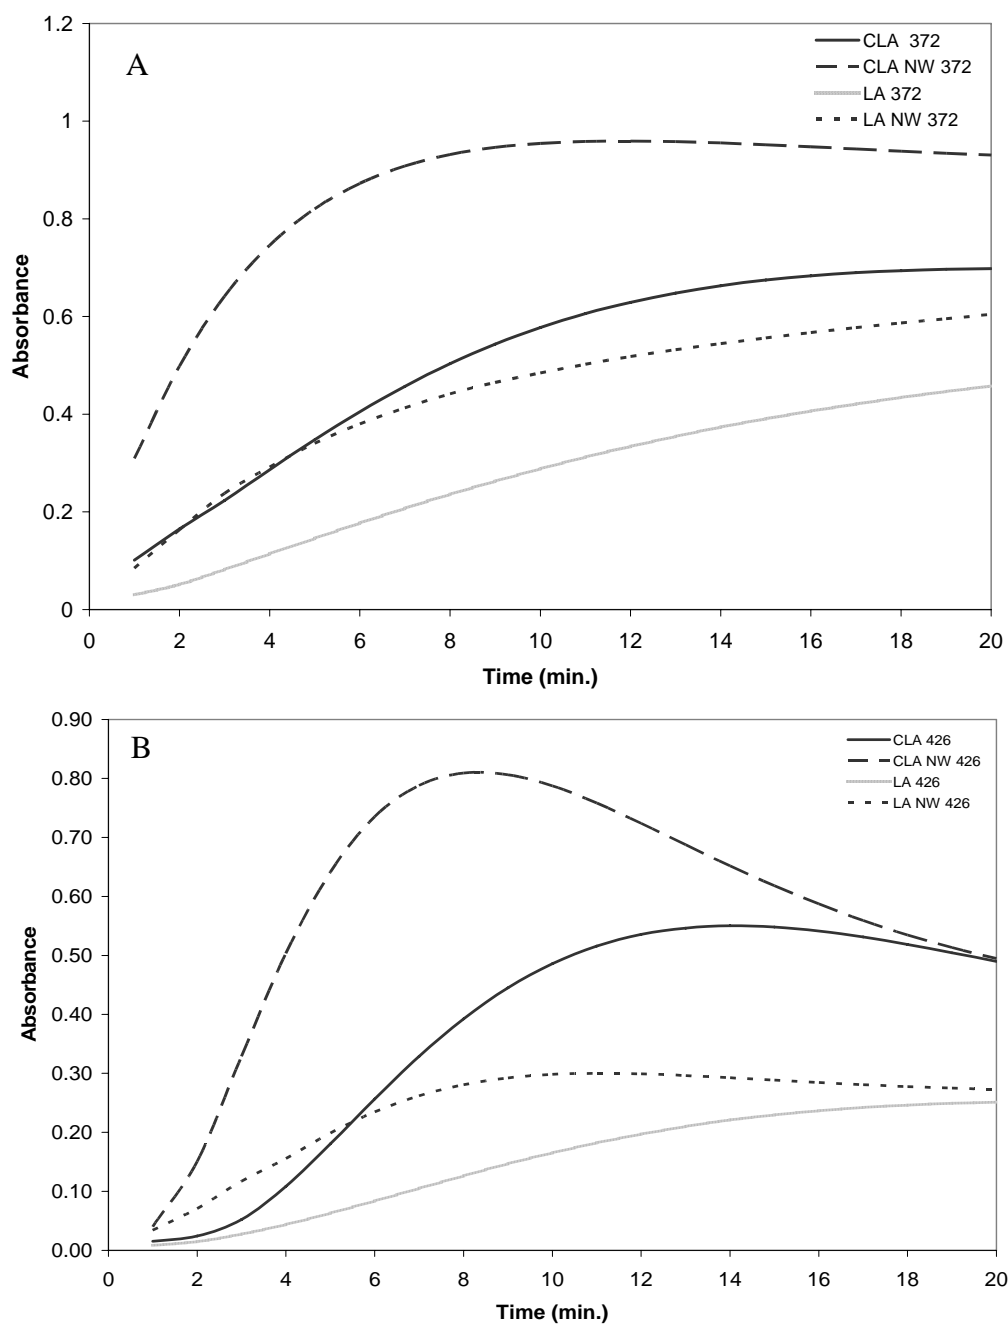 1.2
A
CLA 372
CLA NW 372
LA 372
LA NW 372
1
0.8
0.6
0.4
0.2
0
Absorbance
0 2 4 6 8 10 12 14 16 18 20
Time (min.)
0.90
B
CLA 426
CLA NW 426
LA 426
LA NW 426
0.80
0.70
0.60
0.50
0.40
0.30
0.20
0.10
0.00
Absorbance
0 2 4 6 8 10 12 14 16 18 20
Time (min.)